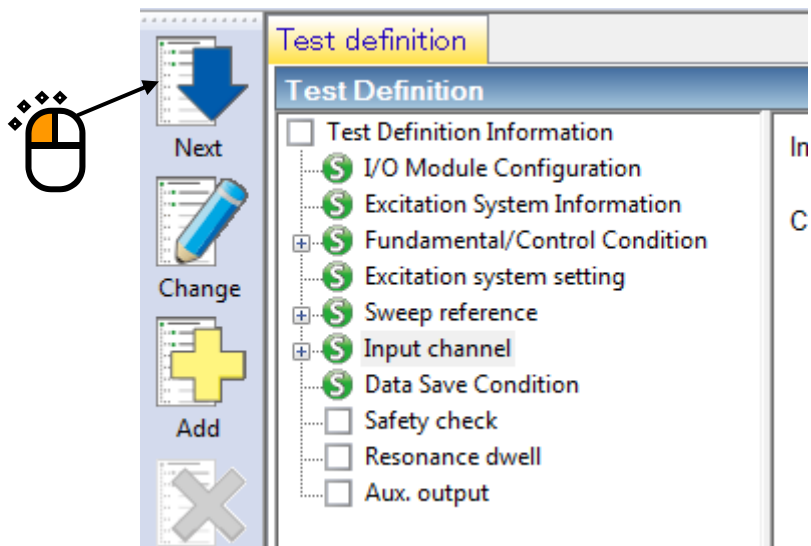 Test definition
Test Definition
Next
Change
Add
Test Definition Information
I/O Module Configuration
Excitation System Information
Fundamental/Control Condition
Excitation system setting
Sweep reference
Input channel
Data Save Condition
Safety check
Resonance dwell
Aux. output